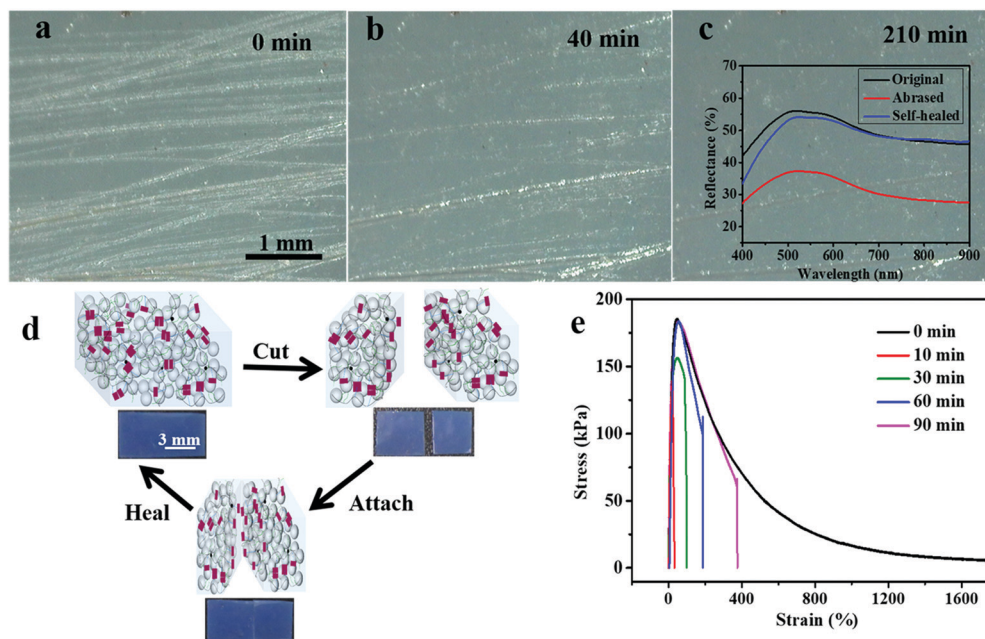 a
0 min
1 mm
b
40 min
c
210 min
70
60
50
40
30
20
Reflectance (%)
Original
Abrased
Self-healed
400 500 600 700 800 900
Wavelength (nm)
d
Cut
3 mm
Attach
Heal
e
200
150
100
50
0
Stress (kPa)
0 min
10 min
30 min
60 min
90 min
0 400 800 1200 1600
Strain (%)